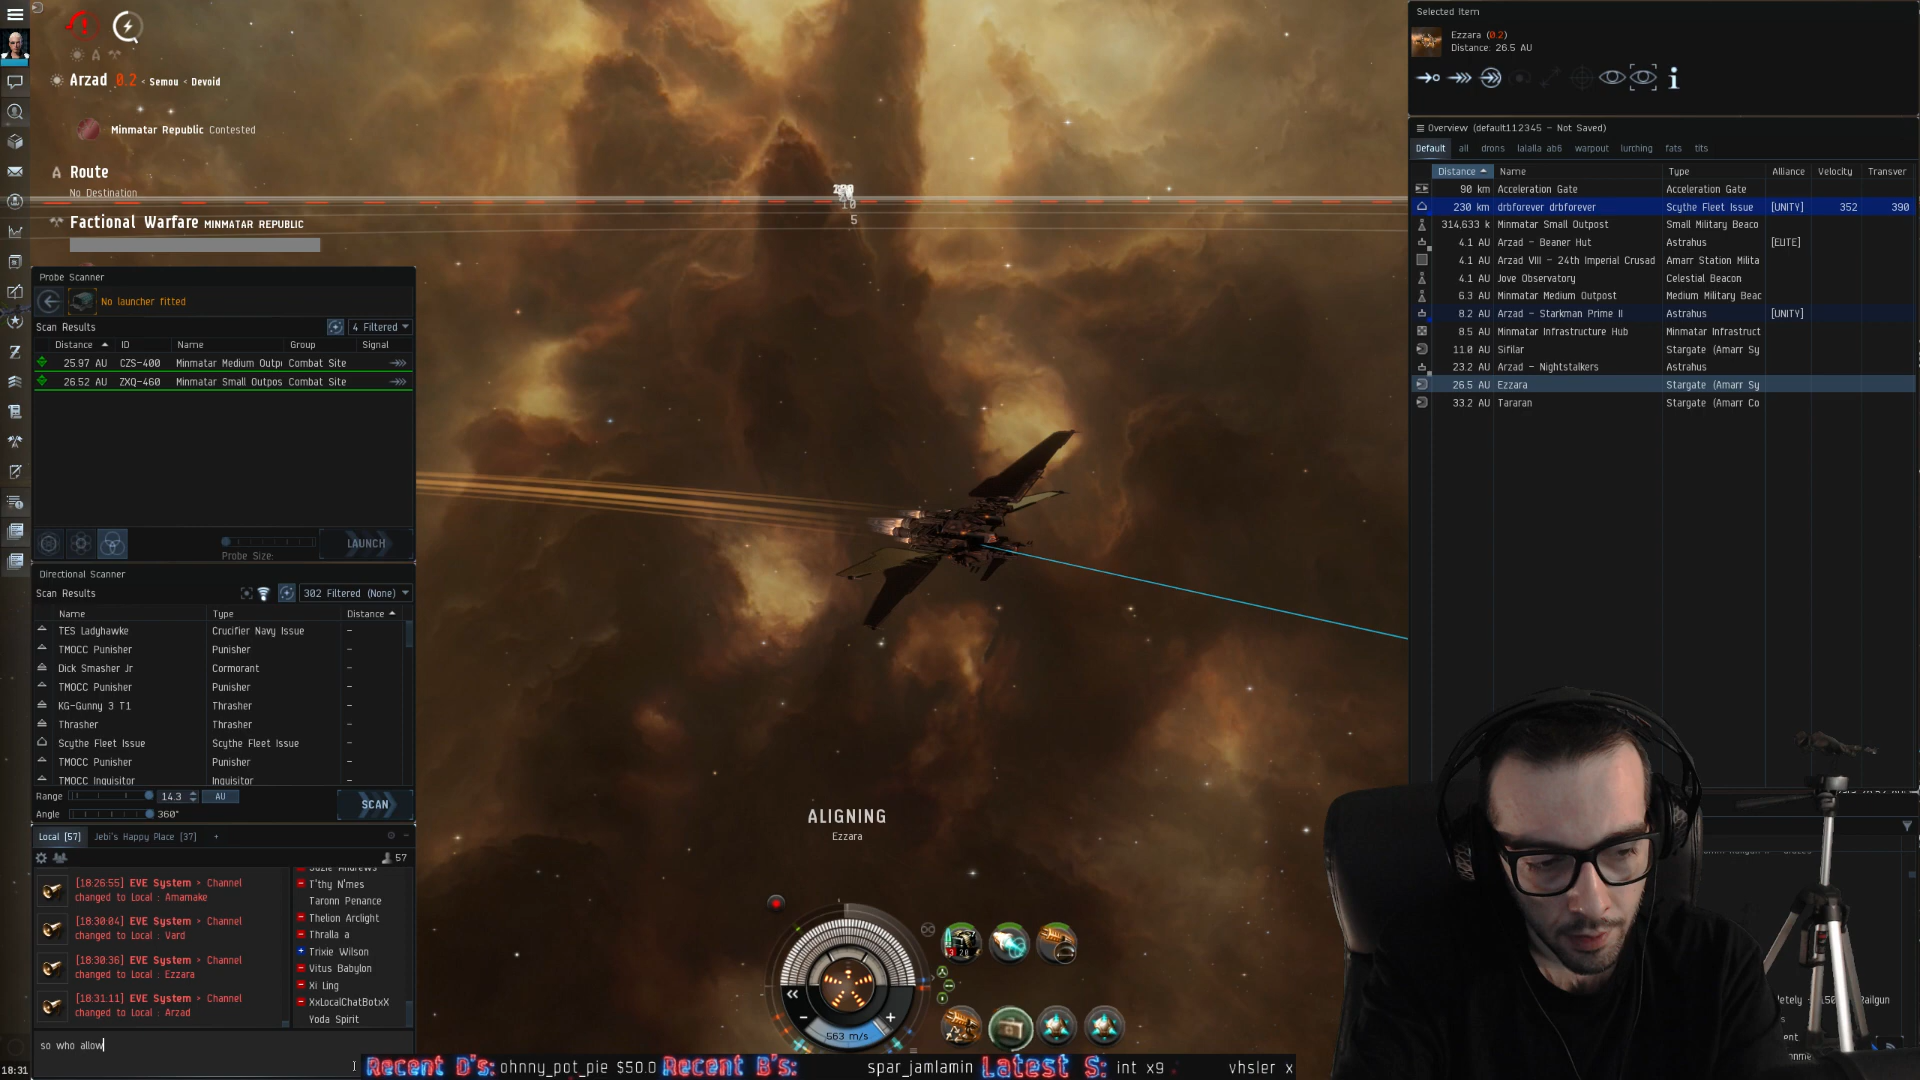 Arzad 0.2 < Semou < Devoid
Minmatar Republic Contested
Route
No Destination
Factional Warfare MINMATAR REPUBLIC
Probe Scanner
No launcher fitted
Scan Results
4 Filtered
Distance ID Name Group Signal
25.97 AU CZS-400 Minmatar Medium Outp Combat Site
26.52 AU ZXQ-460 Minmatar Small Outpos Combat Site
Probe Size:
LAUNCH
Directional Scanner
Scan Results
302 Filtered (None)
Name Type Distance
TES Ladyhawke Crucifier Navy Issue –
TMOCC Punisher Punisher –
Dick Smasher Jr Cormorant –
TMOCC Punisher Punisher –
KG-Gunny 3 T1 Thrasher –
Thrasher Thrasher –
Scythe Fleet Issue Scythe Fleet Issue –
TMOCC Punisher Punisher –
TMOCC Inquisitor Inquisitor –
Range 14.3 AU
Angle 360°
SCAN
Local [57] Jebi's Happy Place [37] +
57
[18:26:55] EVE System > Channel
changed to Local : Amamake
[18:30:04] EVE System > Channel
changed to Local : Vard
[18:30:36] EVE System > Channel
changed to Local : Ezzara
[18:31:11] EVE System > Channel
changed to Local : Arzad
Suzie Andrews
T'thy N'mes
Taronn Penance
Thelion Arclight
Thralla a
Trixie Wilson
Vitus Babylon
Xi Ling
XxLocalChatBotxX
Yoda Spirit
so who allow
18:31
10
5
ALIGNING
Ezzara
563 m/s
Recent D's: ohnny_pot_pie $50.0 Recent B's: spar_jamlamin Latest S: int x9 vhsler x
Selected Item
Ezzara (0.2)
Distance: 26.5 AU
Overview (default112345 - Not Saved)
Default all drons lalalla ab6 warpout lurching fats tits
Distance Name Type Alliance Velocity Transver
90 km Acceleration Gate Acceleration Gate
230 km drbforever drbforever Scythe Fleet Issue [UNITY] 352 390
314,633 k Minmatar Small Outpost Small Military Beaco
4.1 AU Arzad - Beaner Hut Astrahus [ELITE]
4.1 AU Arzad VIII - 24th Imperial Crusad Amarr Station Milita
4.1 AU Jove Observatory Celestial Beacon
6.3 AU Minmatar Medium Outpost Medium Military Beac
8.2 AU Arzad - Starkman Prime II Astrahus [UNITY]
8.5 AU Minmatar Infrastructure Hub Minmatar Infrastruct
11.0 AU Sifilar Stargate (Amarr Sy
23.2 AU Arzad - Nightstalkers Astrahus
26.5 AU Ezzara Stargate (Amarr Sy
33.2 AU Tararan Stargate (Amarr Co